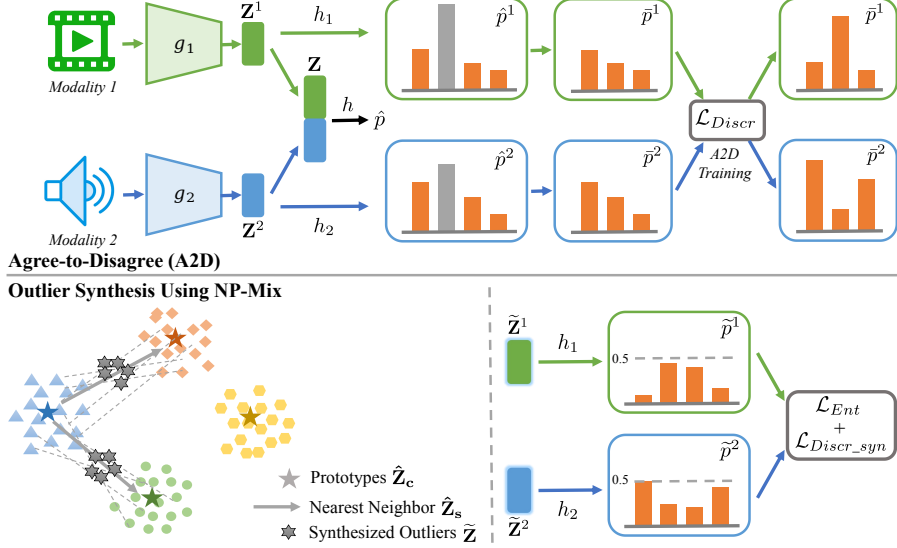 Z¹
h₁
p̂¹
p̄¹
p̄¹
g₁
Modality 1
Z
h
p̂
ℒ_Discr
A2D
Training
p̂²
p̄²
p̄²
g₂
Modality 2
Z²
h₂
Agree-to-Disagree (A2D)
Outlier Synthesis Using NP-Mix
Prototypes Ẑ_c
Nearest Neighbor Ẑ_s
Synthesized Outliers Z̃
Z̃¹
h₁
p̃¹
0.5
ℒ_Ent
+
ℒ_Discr_syn
p̃²
0.5
h₂
Z̃²